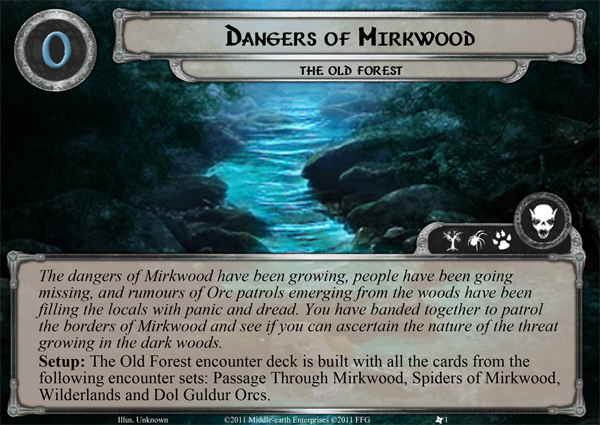 0
DANGERS OF MIRKWOOD
THE OLD FOREST
The dangers of Mirkwood have been growing, people have been going
missing, and rumours of Orc patrols emerging from the woods have been
filling the locals with panic and dread. You have banded together to patrol
the borders of Mirkwood and see if you can ascertain the nature of the threat
growing in the dark woods.
Setup: The Old Forest encounter deck is built with all the cards from the
following encounter sets: Passage Through Mirkwood, Spiders of Mirkwood,
Wilderlands and Dol Guldur Orcs.
Illus. Unknown ©2011 Middle-earth Enterprises ©2011 FFG 1